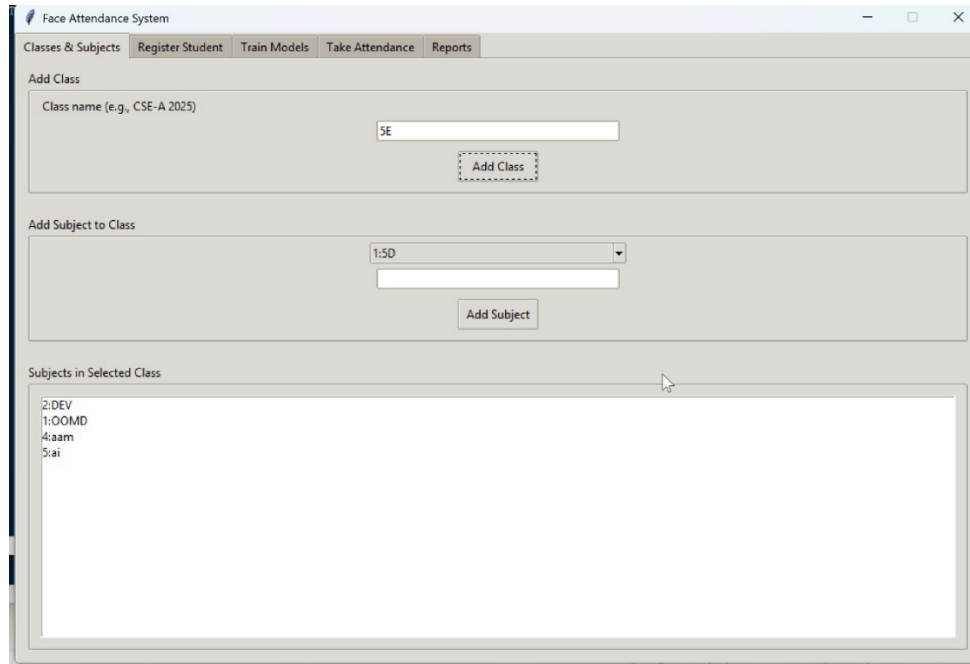 Face Attendance System
Classes & Subjects Register Student Train Models Take Attendance Reports
Add Class
Class name (e.g., CSE-A 2025)
5E
Add Class
Add Subject to Class
1:5D
Add Subject
Subjects in Selected Class
2:DEV
1:OOMD
4:aam
5:ai